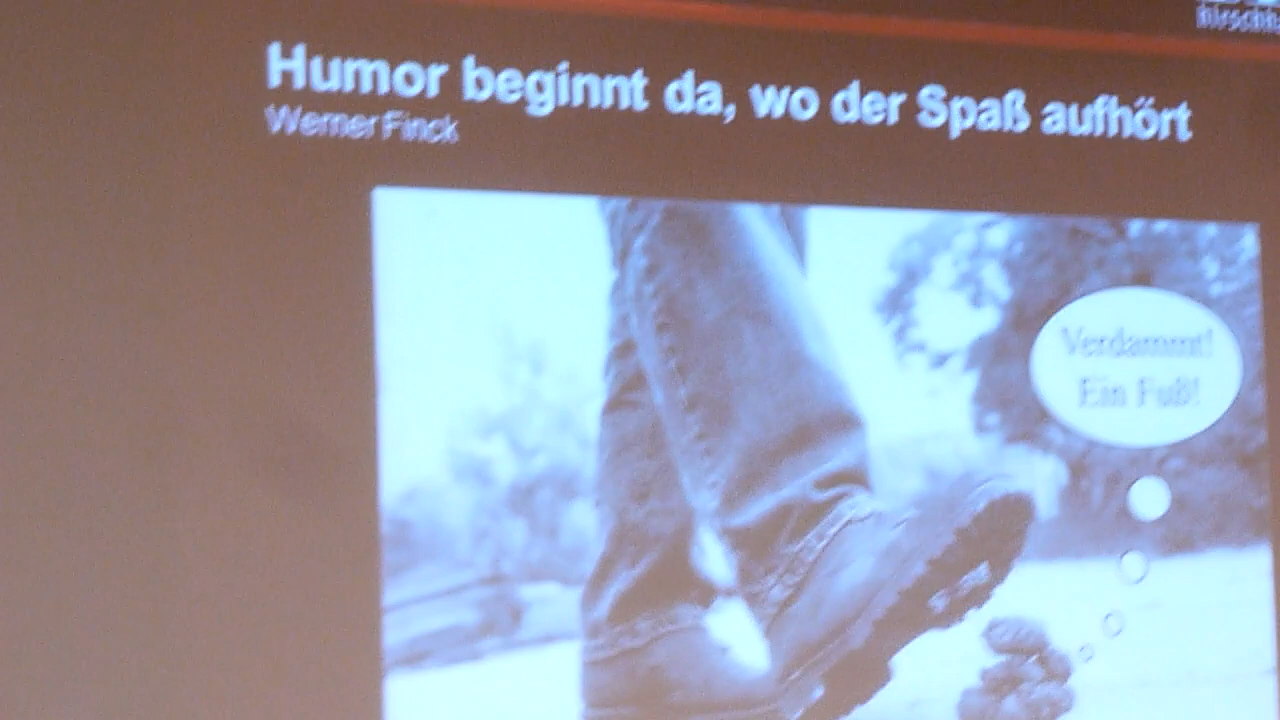 Humor beginnt da, wo der Spaß aufhört
Werner Finck
Verdammt!
Ein Fuß!